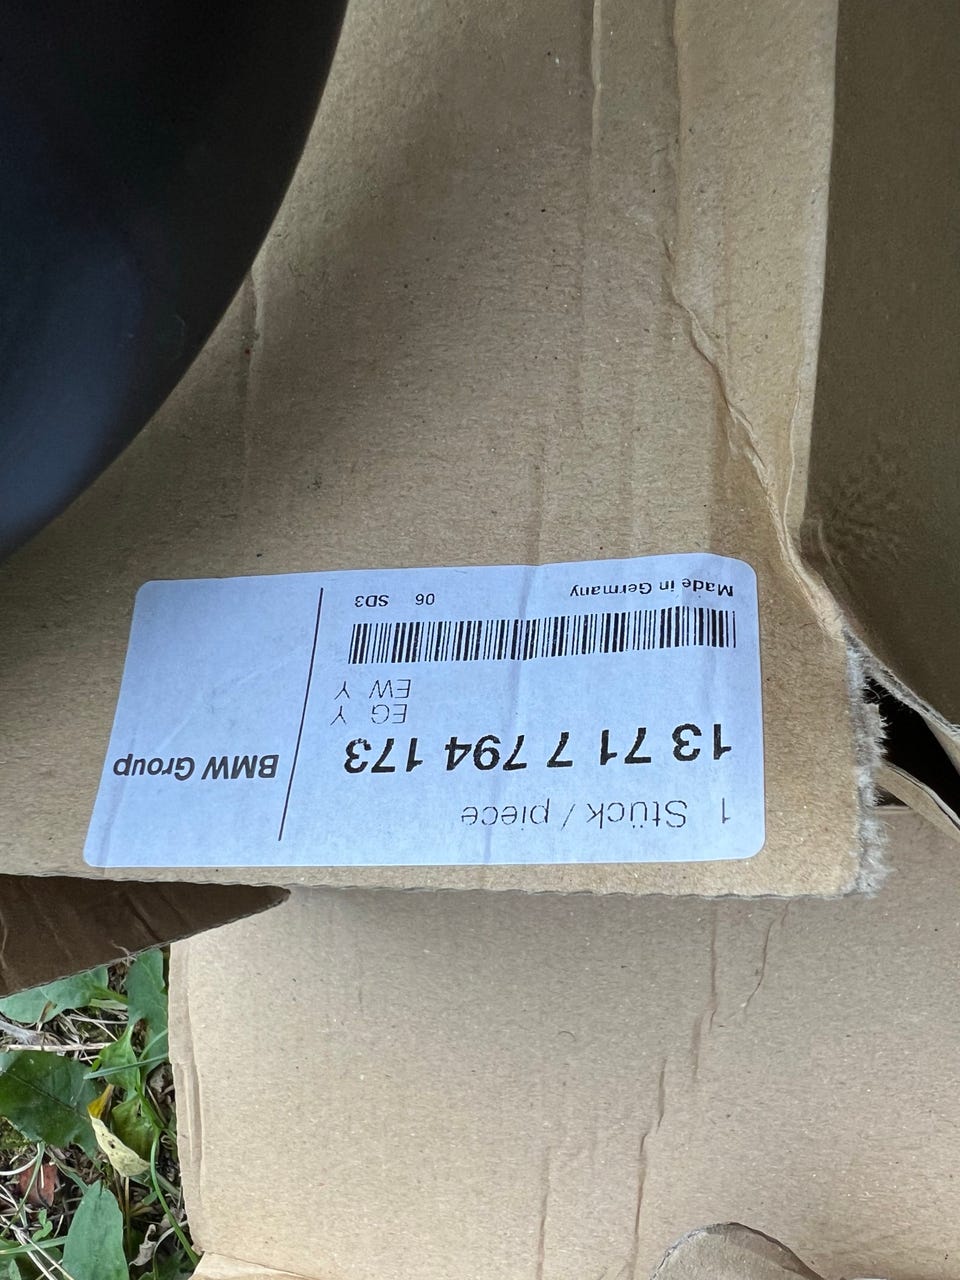 1 Stück / piece
13 71 7 794 173
EG Y
EW Y
Made in Germany 06 SD3
BMW Group